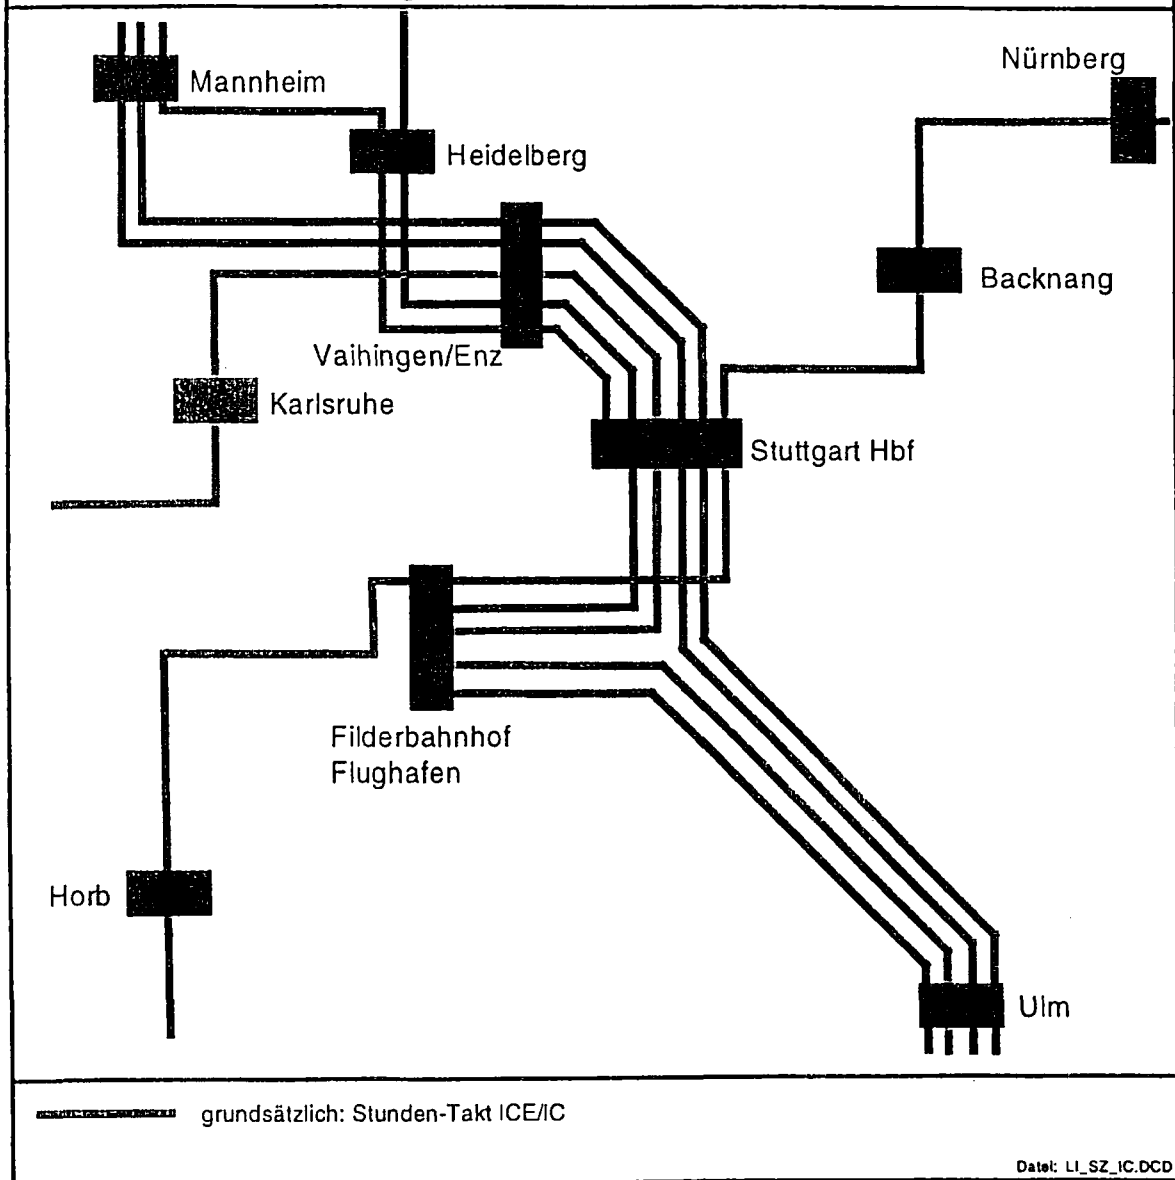 Nürnberg
Mannheim
Heidelberg
Backnang
Vaihingen/Enz
Karlsruhe
Stuttgart Hbf
Filderbahnhof
Flughafen
Horb
Ulm
grundsätzlich: Stunden-Takt ICE/IC
Datei: LI_SZ_IC.DCD